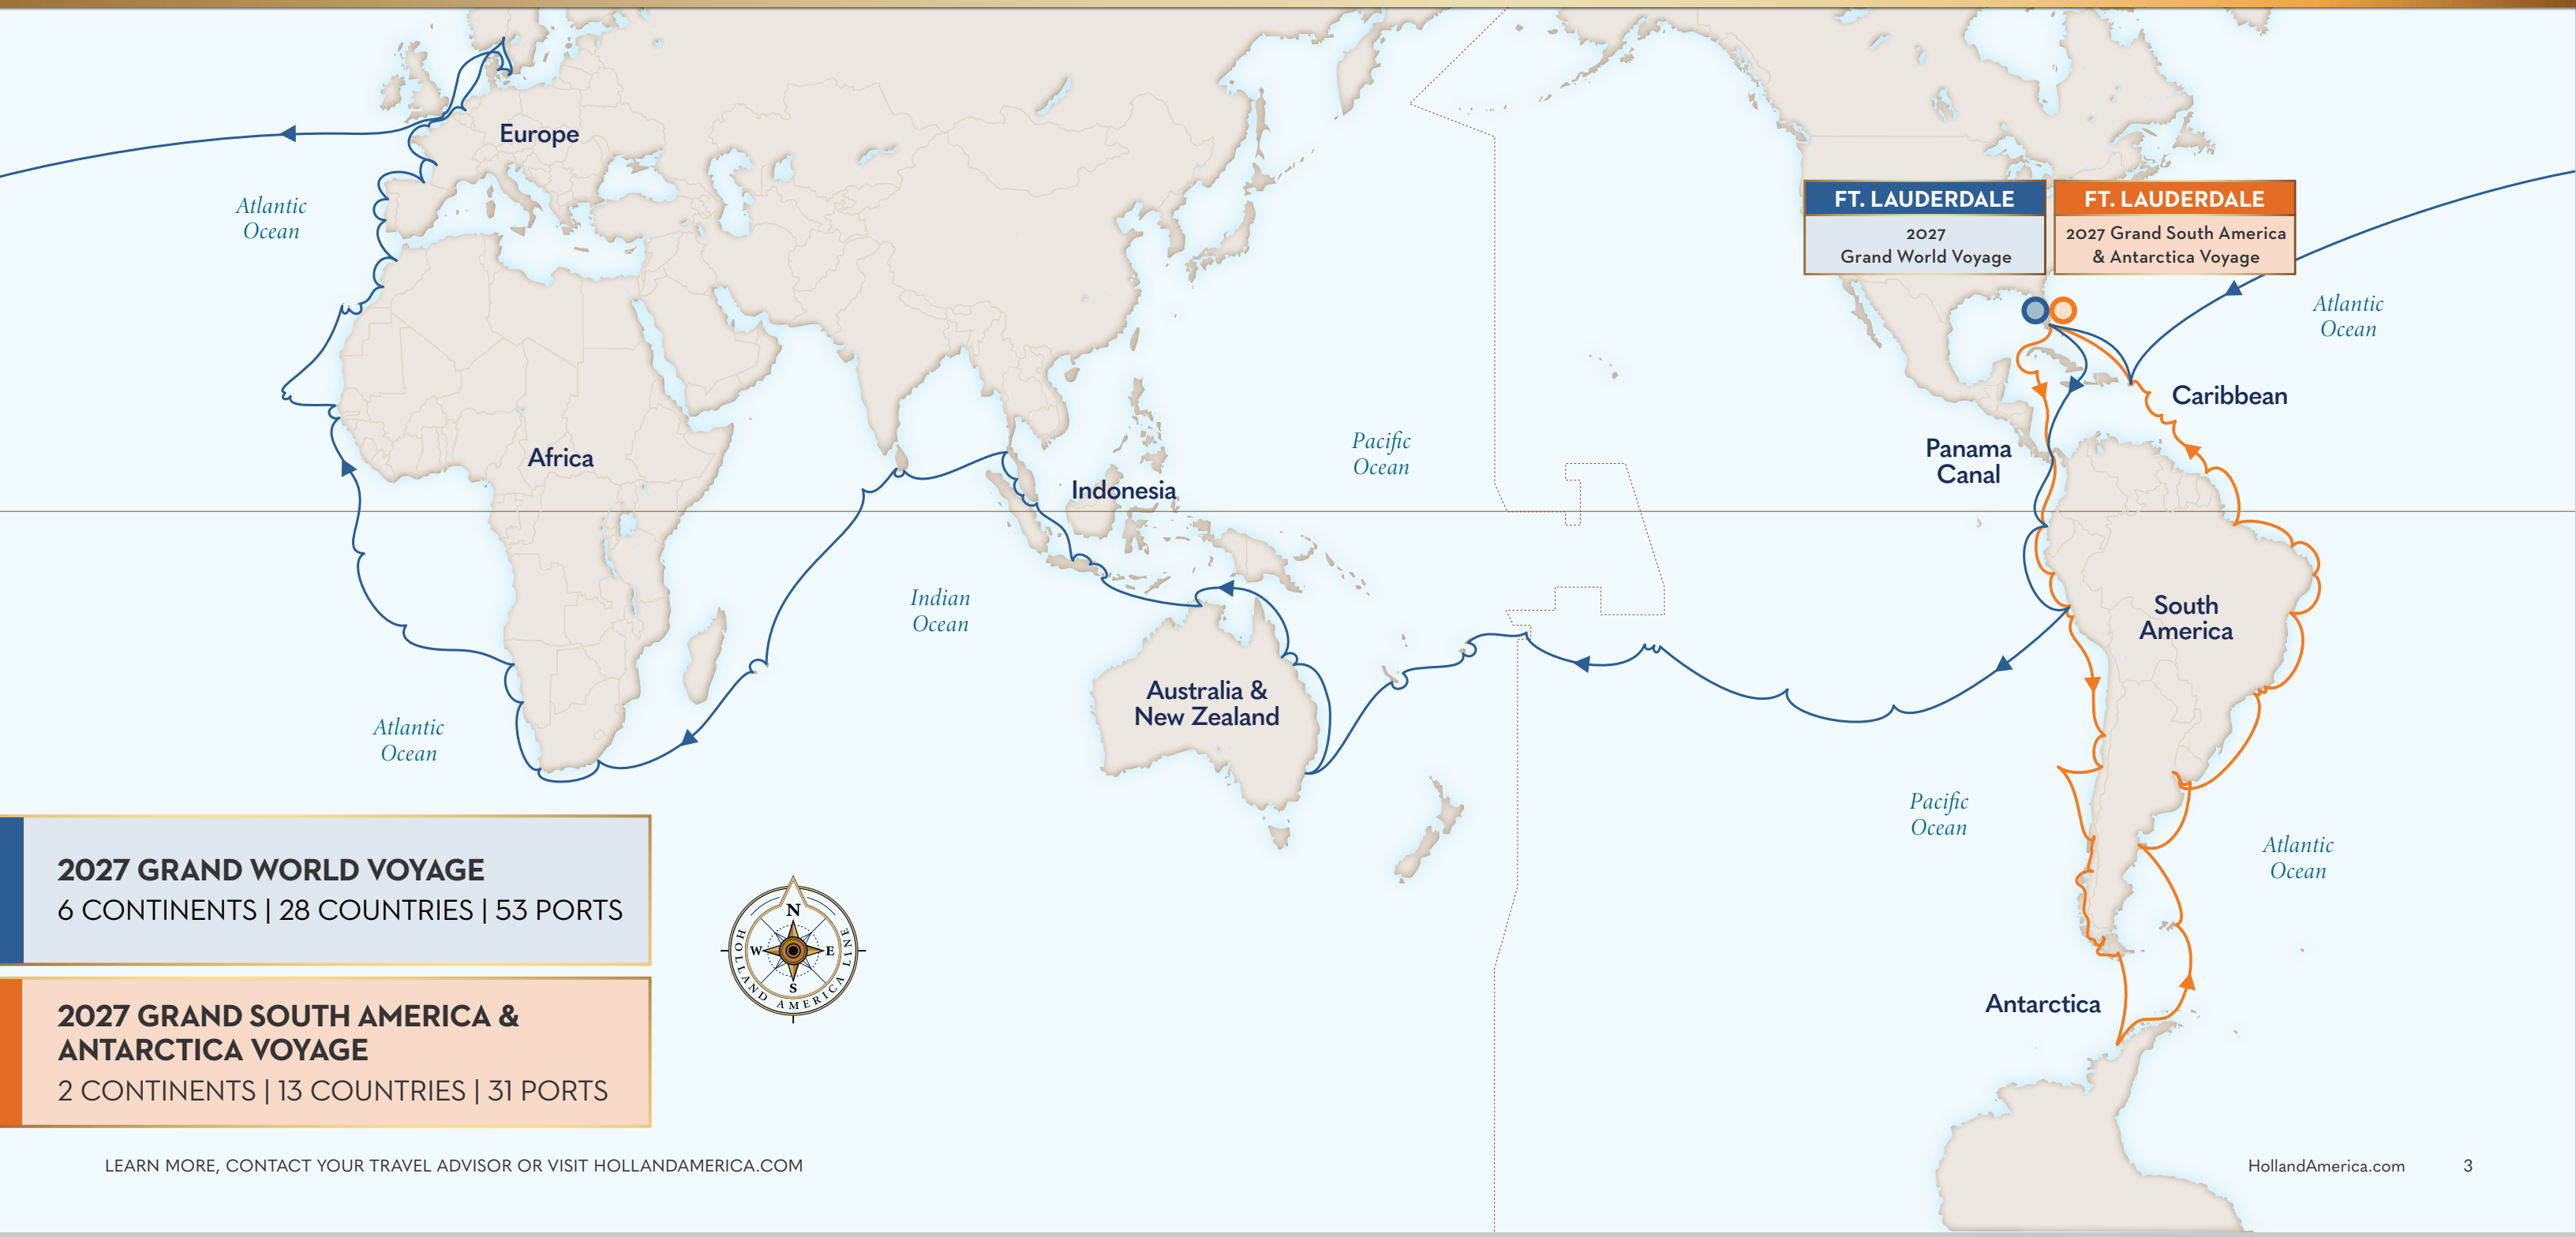 Europe
Atlantic
Ocean
FT. LAUDERDALE
2027
Grand World Voyage
FT. LAUDERDALE
2027 Grand South America
& Antarctica Voyage
Atlantic
Ocean
Caribbean
Africa
Pacific
Ocean
Panama
Canal
Indonesia
Indian
Ocean
South
America
Australia &
New Zealand
Atlantic
Ocean
Pacific
Ocean
Atlantic
Ocean
2027 GRAND WORLD VOYAGE
6 CONTINENTS | 28 COUNTRIES | 53 PORTS
N
W E
S
HOLLAND AMERICA LINE
Antarctica
2027 GRAND SOUTH AMERICA &
ANTARCTICA VOYAGE
2 CONTINENTS | 13 COUNTRIES | 31 PORTS
LEARN MORE, CONTACT YOUR TRAVEL ADVISOR OR VISIT HOLLANDAMERICA.COM
HollandAmerica.com 3